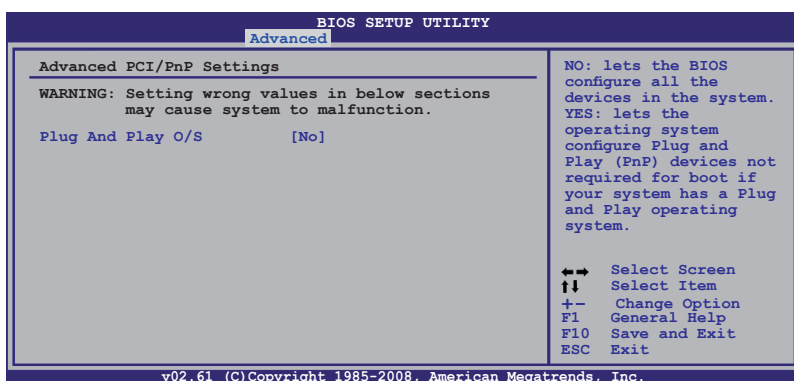 BIOS SETUP UTILITY
Advanced
Advanced PCI/PnP Settings
WARNING: Setting wrong values in below sections
may cause system to malfunction.
Plug And Play O/S [No]
NO: lets the BIOS
configure all the
devices in the system.
YES: lets the
operating system
configure Plug and
Play (PnP) devices not
required for boot if
your system has a Plug
and Play operating
system.
←→ Select Screen
↑↓ Select Item
+- Change Option
F1 General Help
F10 Save and Exit
ESC Exit
v02.61 (C)Copyright 1985-2008, American Megatrends, Inc.